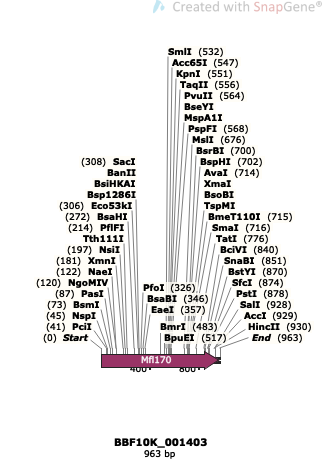 Created with SnapGene®
SmlI (532)
Acc65I (547)
KpnI (551)
TaqII (556)
PvuII (564)
BseYI
MspA1I
PspFI (568)
MslI (676)
BsrBI (700)
(308) SacI BspHI (702)
BanII AvaI (714)
BsiHKAI XmaI
Bsp1286I BsoBI
(306) Eco53kI TspMI
(272) BsaHI BmeT110I (715)
(214) PflFI SmaI (716)
Tth111I TatI (776)
(197) NsiI BciVI (840)
(181) XmnI SnaBI (851)
(122) NaeI BstYI (870)
(120) NgoMIV PfoI (326) SfcI (874)
(87) PasI BsaBI (346) PstI (878)
(73) BsmI EaeI (357) SalI (928)
(45) NspI AccI (929)
(41) PciI BmrI (483) HincII (930)
(0) Start BpuEI (517) End (963)
Mfl170
400 800
BBF10K_001403
963 bp